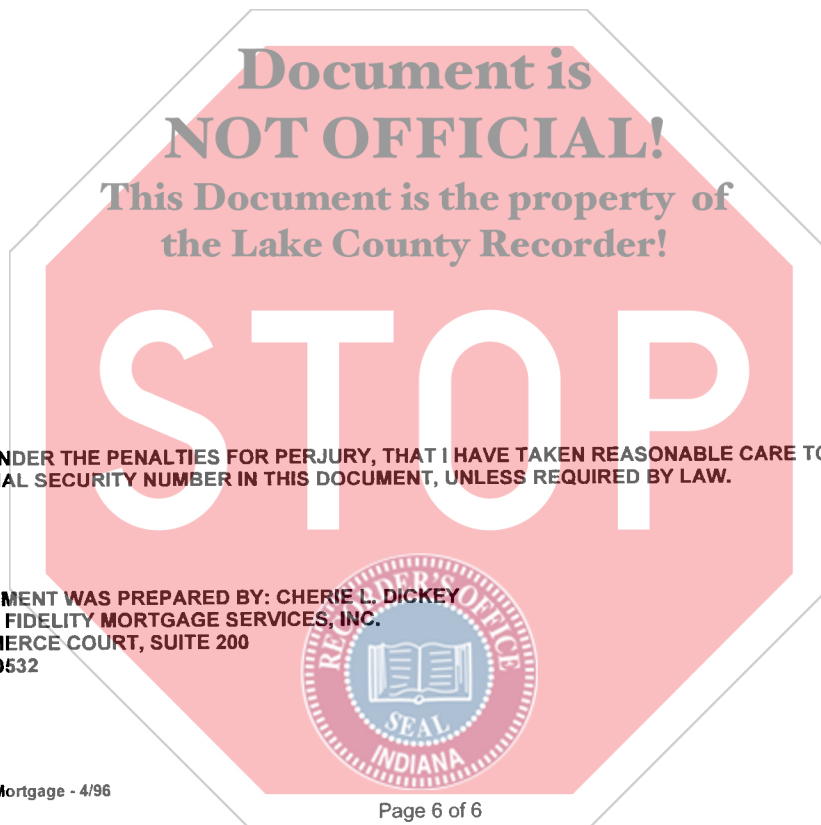 Document is
NOT OFFICIAL!
This Document is the property of
the Lake County Recorder!
STOP
NDER THE PENALTIES FOR PERJURY, THAT I HAVE TAKEN REASONABLE CARE TO
AL SECURITY NUMBER IN THIS DOCUMENT, UNLESS REQUIRED BY LAW.
MENT WAS PREPARED BY: CHERIE L. DICKEY
FIDELITY MORTGAGE SERVICES, INC.
ERCE COURT, SUITE 200
532
RECORDER'S OFFICE
SEAL
INDIANA
Mortgage - 4/96
Page 6 of 6